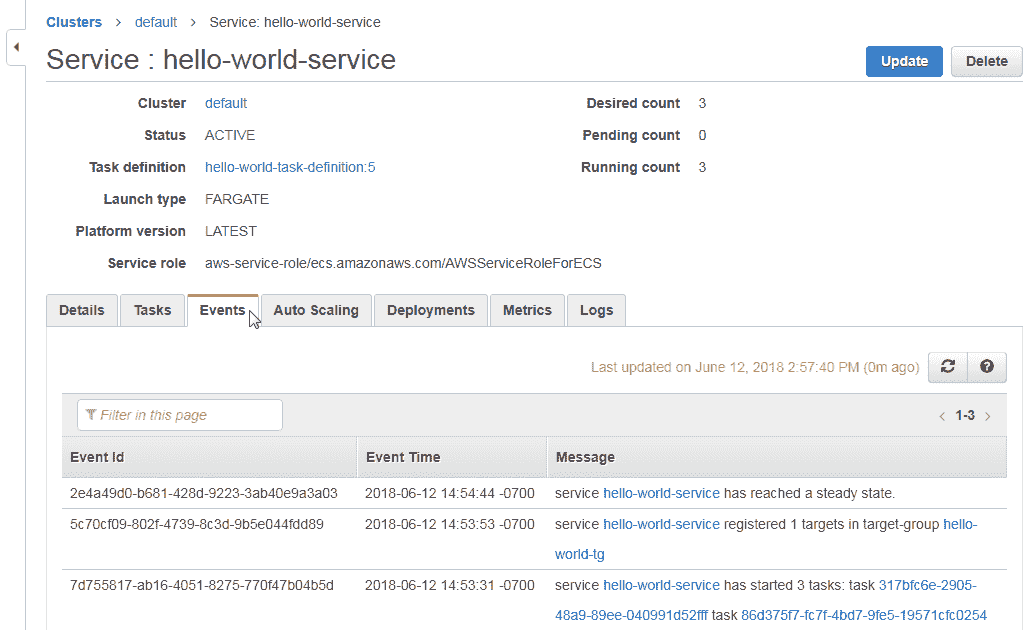 Clusters > default > Service: hello-world-service
Service : hello-world-service
Update Delete
Cluster default Desired count 3
Status ACTIVE Pending count 0
Task definition hello-world-task-definition:5 Running count 3
Launch type FARGATE
Platform version LATEST
Service role aws-service-role/ecs.amazonaws.com/AWSServiceRoleForECS
Details Tasks Events Auto Scaling Deployments Metrics Logs
Last updated on June 12, 2018 2:57:40 PM (0m ago)
Filter in this page < 1-3 >
Event Id Event Time Message
2e4a49d0-b681-428d-9223-3ab40e9a3a03 2018-06-12 14:54:44 -0700 service hello-world-service has reached a steady state.
5c70cf09-802f-4739-8c3d-9b5e044fdd89 2018-06-12 14:53:53 -0700 service hello-world-service registered 1 targets in target-group hello-
world-tg
7d755817-ab16-4051-8275-770f47b04b5d 2018-06-12 14:53:31 -0700 service hello-world-service has started 3 tasks: task 317bfc6e-2905-
48a9-89ee-040991d52fff task 86d375f7-fc7f-4bd7-9fe5-19571cfc0254